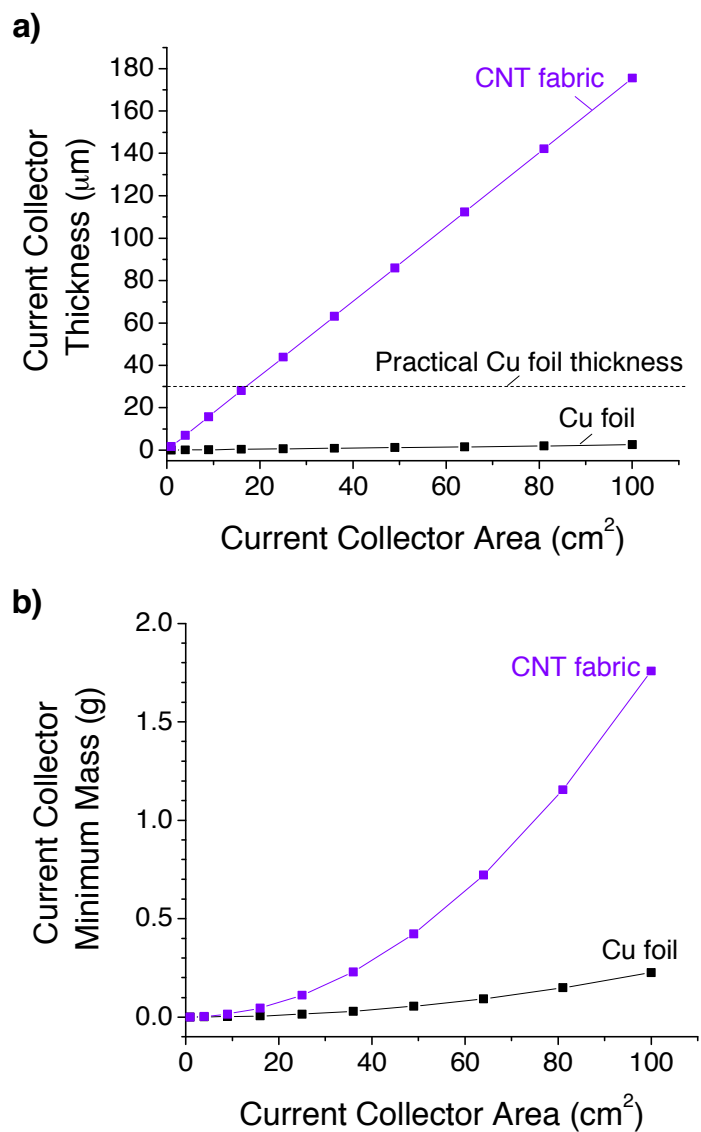 a)
180
160
140
120
100
80
60
40
20
0
Current Collector
Thickness (μm)
CNT fabric
Practical Cu foil thickness
Cu foil
0 20 40 60 80 100
Current Collector Area (cm²)
b)
2.0
1.5
1.0
0.5
0.0
Current Collector
Minimum Mass (g)
CNT fabric
Cu foil
0 20 40 60 80 100
Current Collector Area (cm²)